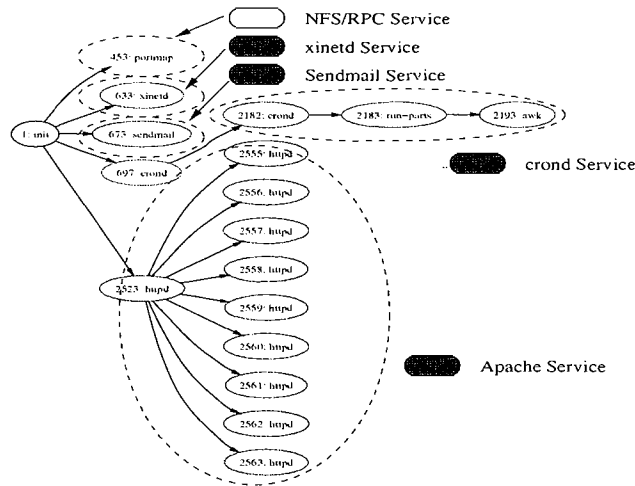 NFS/RPC Service
453: portmap
xinetd Service
633: xinetd
Sendmail Service
1: init
673: sendmail
2182: crond
2183: run-parts
2193: awk
697: crond
2555: httpd
crond Service
2556: httpd
2557: httpd
2558: httpd
2523: httpd
2559: httpd
2560: httpd
Apache Service
2561: httpd
2562: httpd
2563: httpd